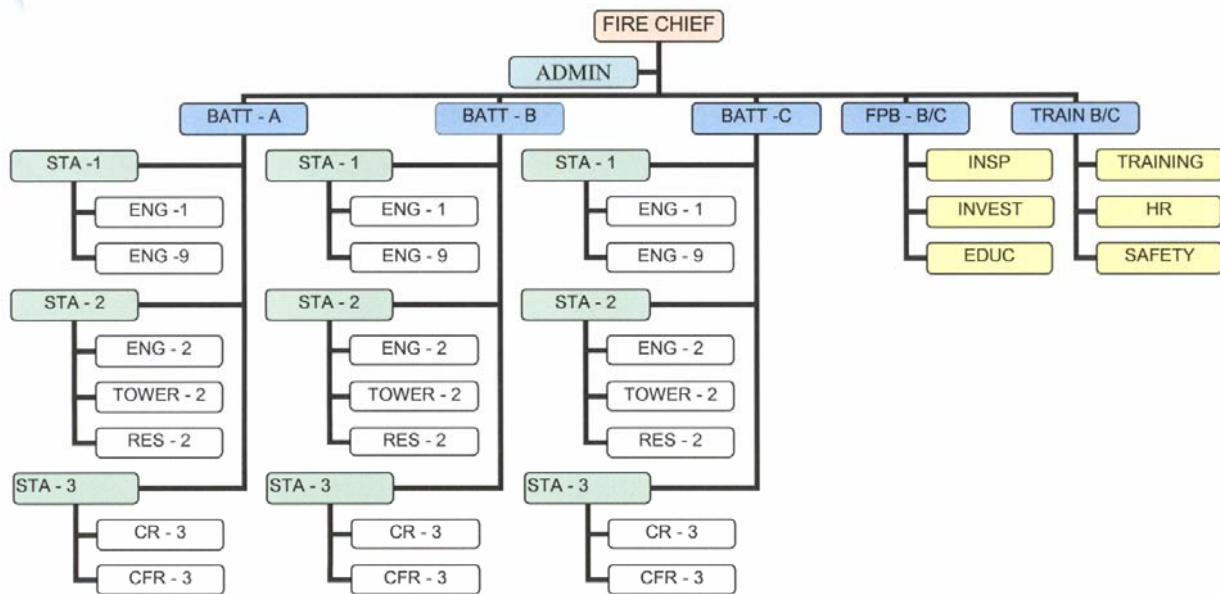 FIRE CHIEF
ADMIN
BATT - A
BATT - B
BATT -C
FPB - B/C
TRAIN B/C
STA -1
ENG -1
ENG -9
STA - 2
ENG - 2
TOWER - 2
RES - 2
STA - 3
CR - 3
CFR - 3
STA - 1
ENG - 1
ENG - 9
STA - 2
ENG - 2
TOWER - 2
RES - 2
STA - 3
CR - 3
CFR - 3
STA - 1
ENG - 1
ENG - 9
STA - 2
ENG - 2
TOWER - 2
RES - 2
STA - 3
CR - 3
CFR - 3
INSP
INVEST
EDUC
TRAINING
HR
SAFETY